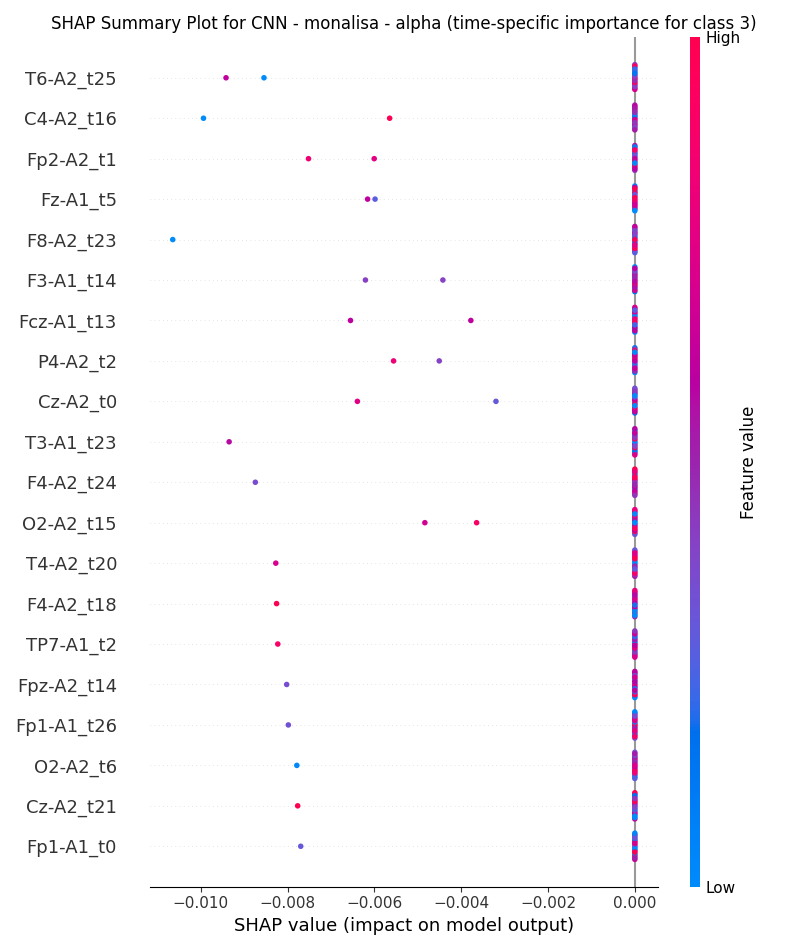 SHAP Summary Plot for CNN - monalisa - alpha (time-specific importance for class 3)
High
T6-A2_t25
C4-A2_t16
Fp2-A2_t1
Fz-A1_t5
F8-A2_t23
F3-A1_t14
Fcz-A1_t13
P4-A2_t2
Cz-A2_t0
T3-A1_t23
F4-A2_t24
O2-A2_t15
T4-A2_t20
F4-A2_t18
TP7-A1_t2
Fpz-A2_t14
Fp1-A1_t26
O2-A2_t6
Cz-A2_t21
Fp1-A1_t0
Feature value
Low
−0.010 −0.008 −0.006 −0.004 −0.002 0.000
SHAP value (impact on model output)